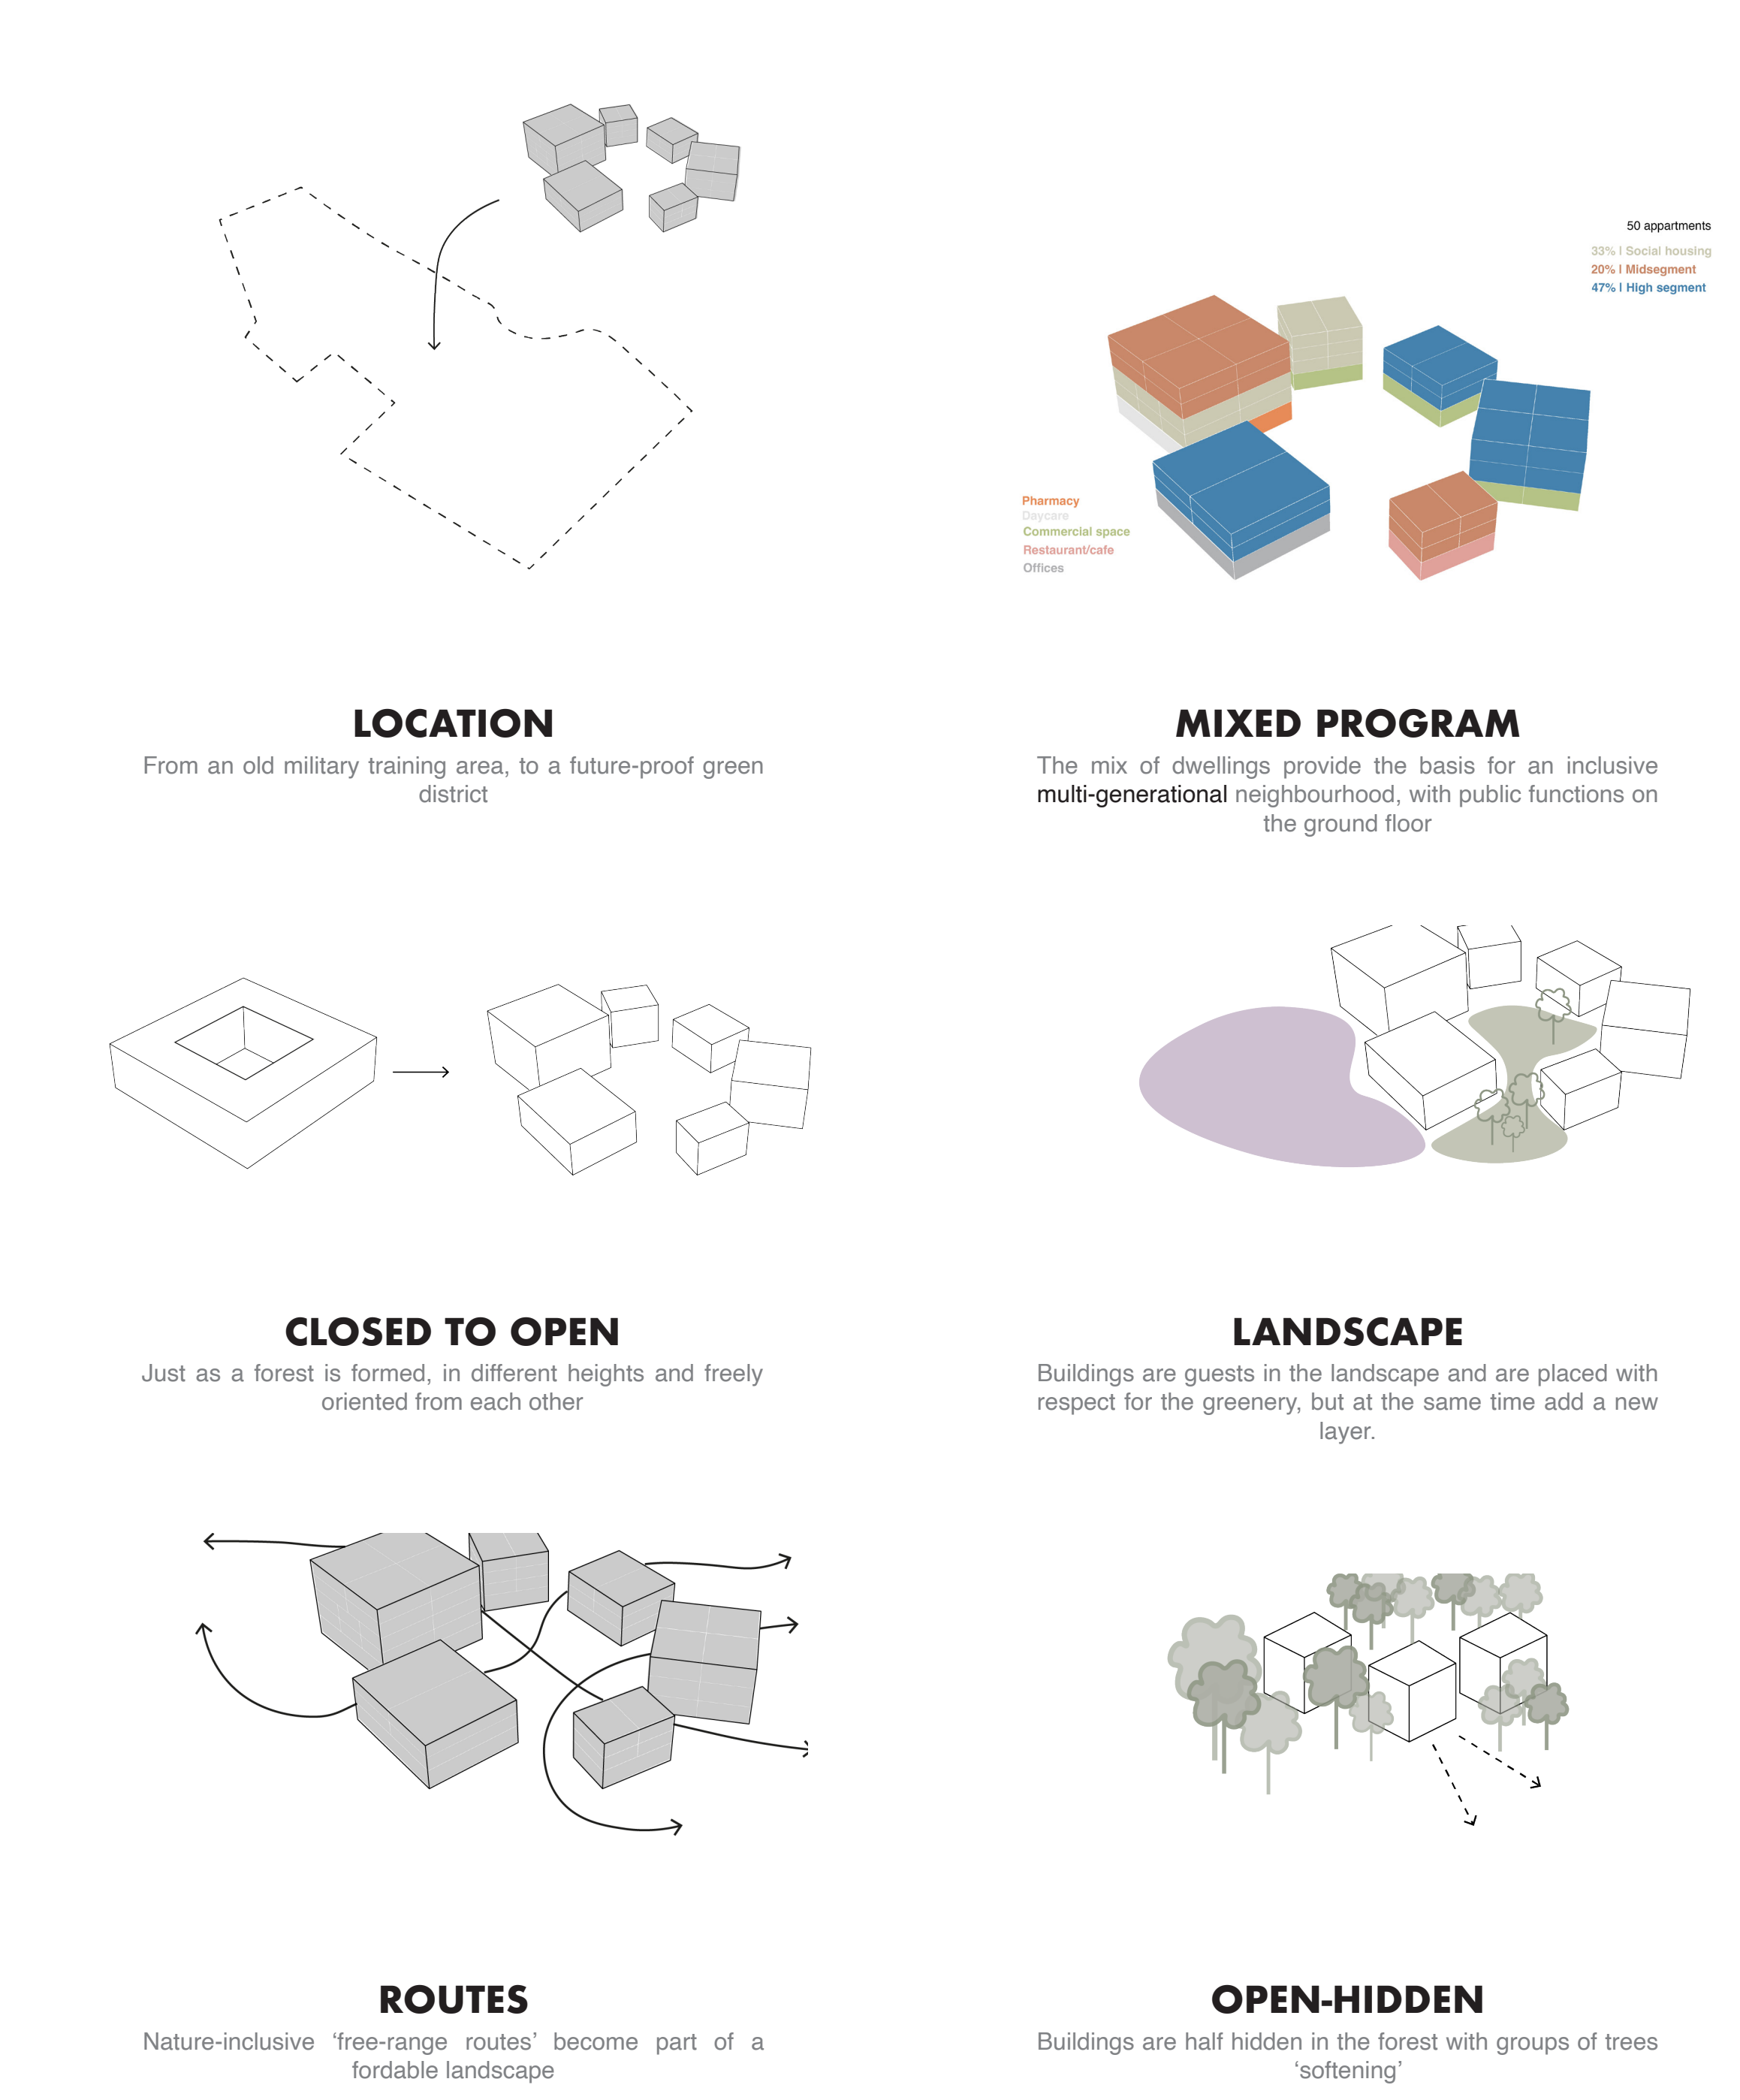 50 appartments
33% | Social housing
20% | Midsegment
47% | High segment
Pharmacy
Daycare
Commercial space
Restaurant/cafe
Offices
LOCATION
From an old military training area, to a future-proof green
district
MIXED PROGRAM
The mix of dwellings provide the basis for an inclusive
multi-generational neighbourhood, with public functions on
the ground floor
CLOSED TO OPEN
Just as a forest is formed, in different heights and freely
oriented from each other
LANDSCAPE
Buildings are guests in the landscape and are placed with
respect for the greenery, but at the same time add a new
layer.
ROUTES
Nature-inclusive ‘free-range routes’ become part of a
fordable landscape
OPEN-HIDDEN
Buildings are half hidden in the forest with groups of trees
‘softening’